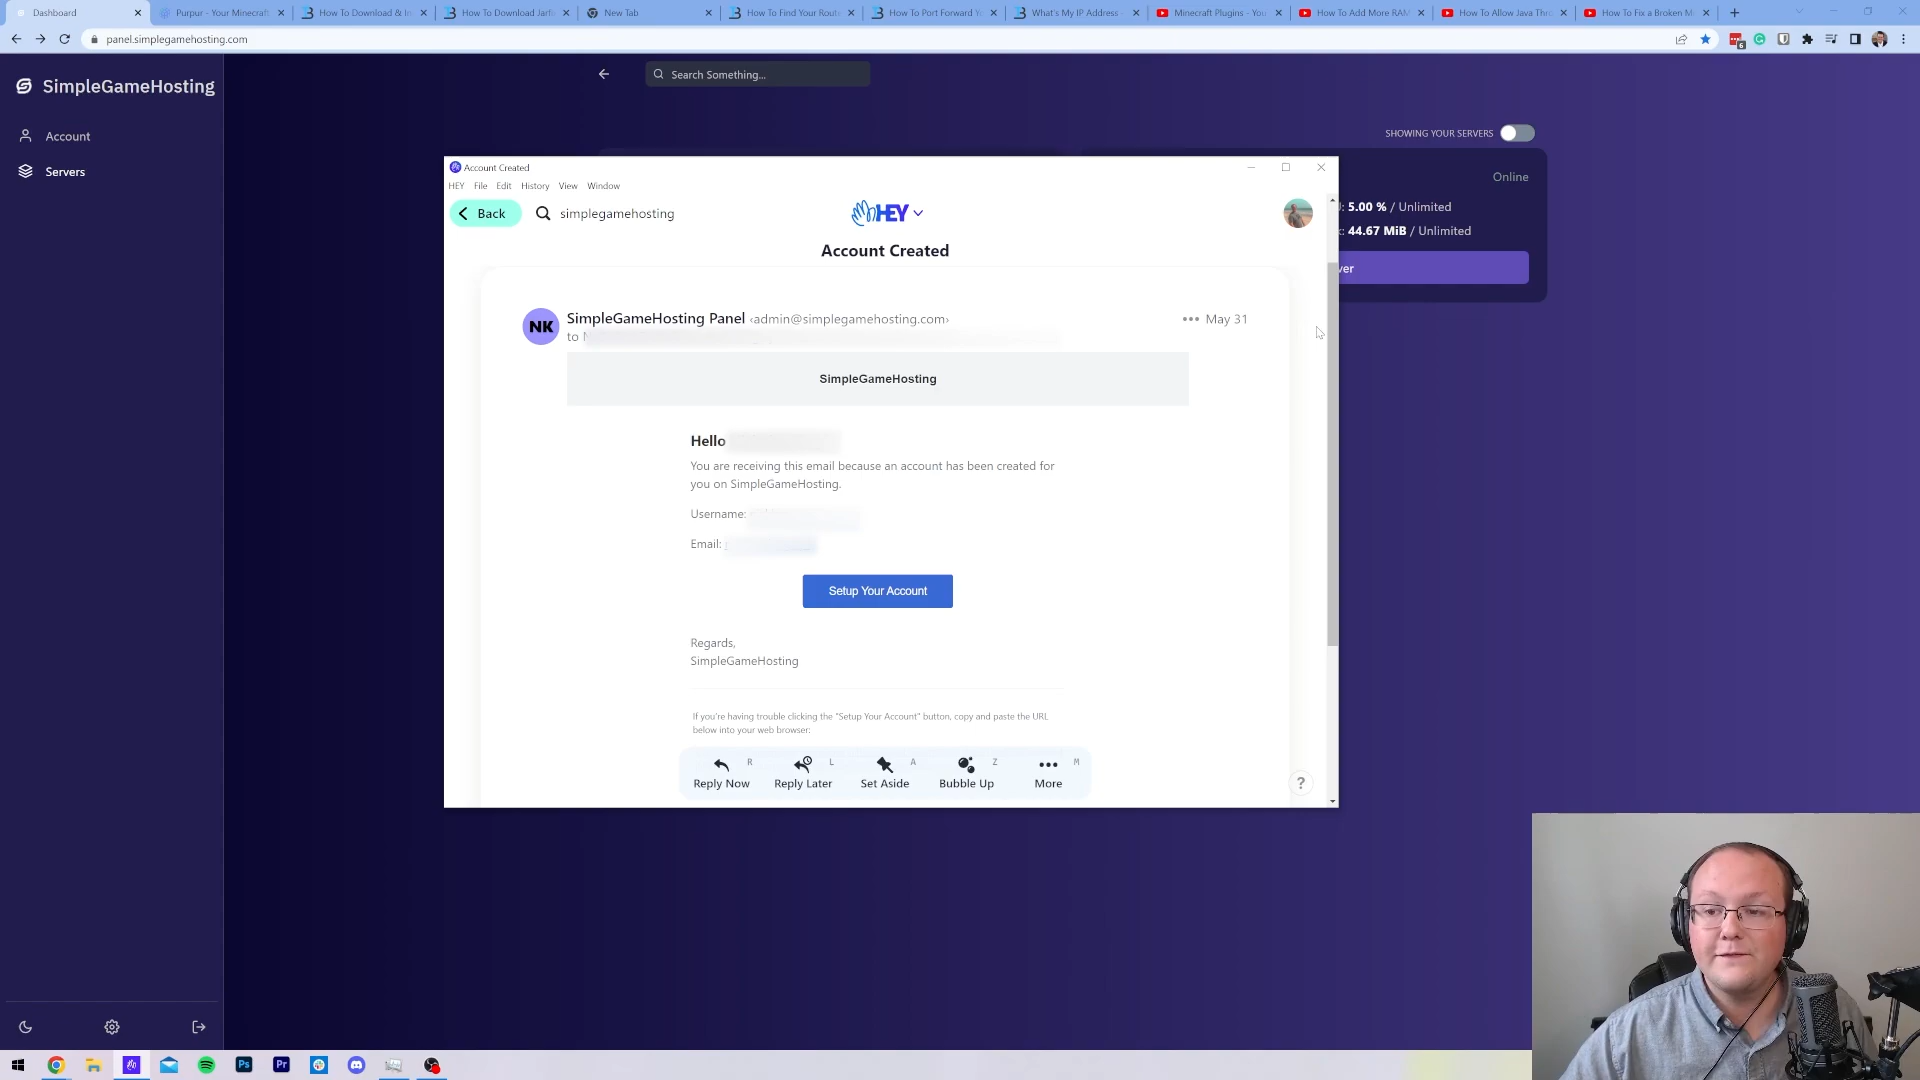 Dashboard
Purpur - Your Minecraft
How To Download & In
How To Download Jarfi
New Tab
How To Find Your Route
How To Port Forward Y
What's My IP Address -
Minecraft Plugins - You
How To Add More RAM
How To Allow Java Thro
How To Fix a Broken M
panel.simplegamehosting.com
6
SimpleGameHosting
Search Something...
Account
Servers
SHOWING YOUR SERVERS
Online
5.00 % / Unlimited
44.67 MiB / Unlimited
ver
Account Created
HEY File Edit History View Window
Back
simplegamehosting
HEY
Account Created
NK
SimpleGameHosting Panel <admin@simplegamehosting.com>
May 31
to
SimpleGameHosting
Hello
You are receiving this email because an account has been created for
you on SimpleGameHosting.
Username:
Email:
Setup Your Account
Regards,
SimpleGameHosting
If you're having trouble clicking the "Setup Your Account" button, copy and paste the URL
below into your web browser:
R L A Z M
Reply Now Reply Later Set Aside Bubble Up More
?
Ps
Pr